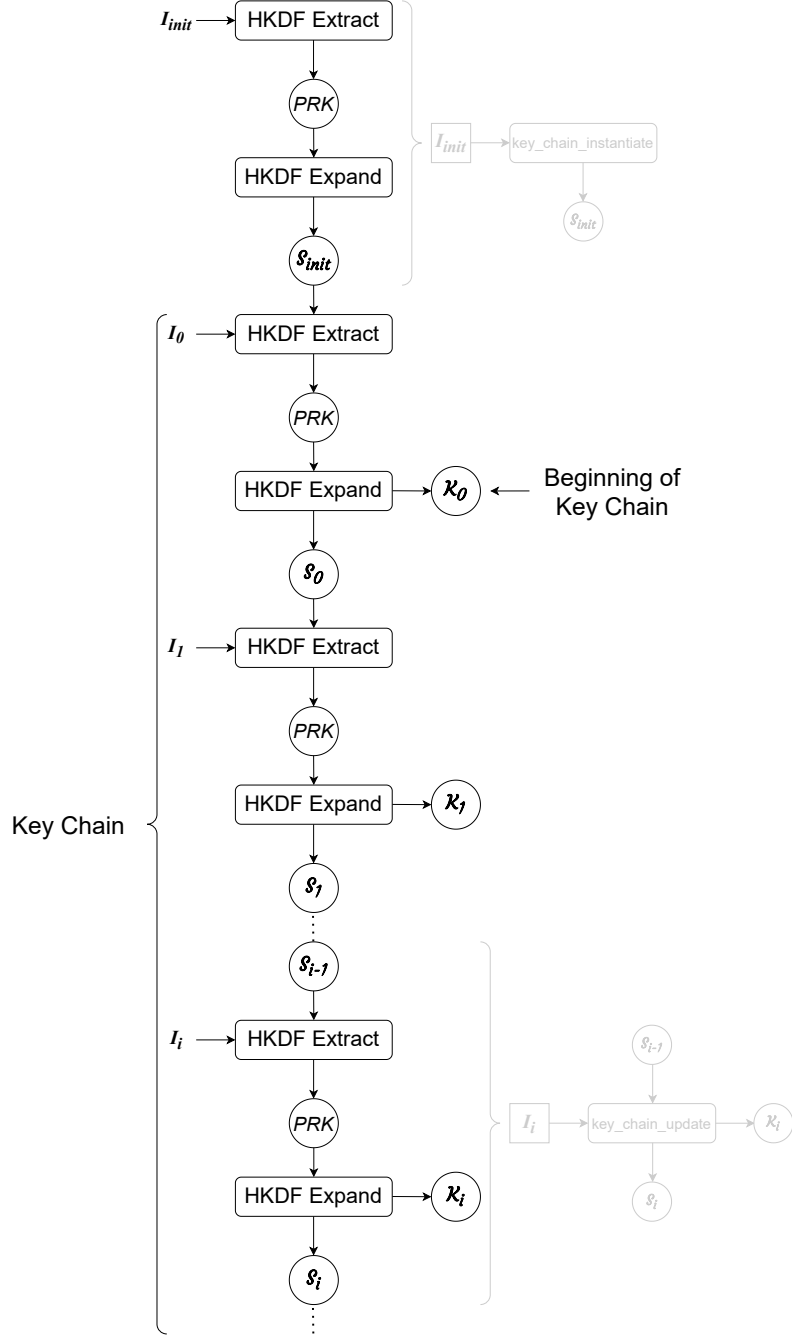 I_init
HKDF Extract
PRK
I_init
key_chain_instantiate
HKDF Expand
S_init
S_init
I_0
HKDF Extract
PRK
HKDF Expand
K_0
Beginning of
Key Chain
S_0
I_1
HKDF Extract
PRK
HKDF Expand
K_1
Key Chain
S_1
S_i-1
I_i
HKDF Extract
S_i-1
PRK
I_i
key_chain_update
K_i
HKDF Expand
K_i
S_i
S_i